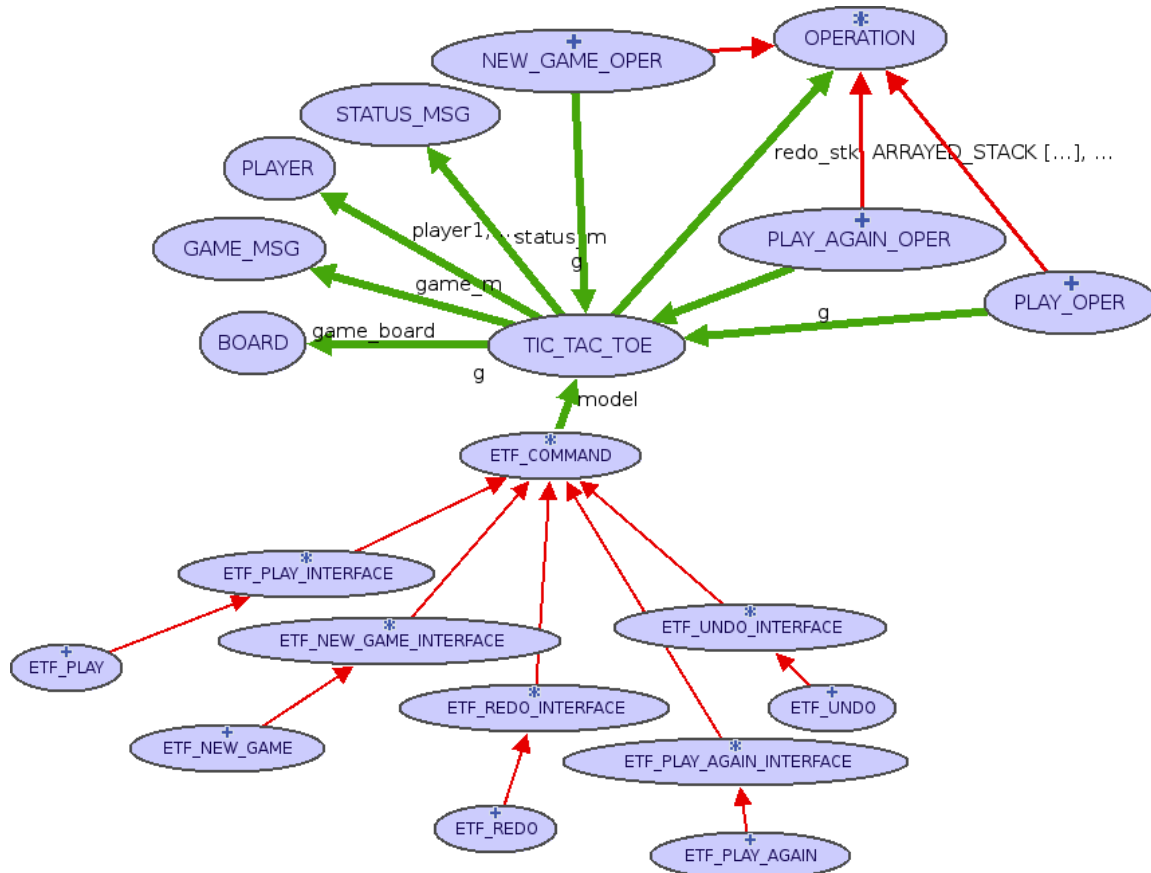 *
OPERATION
+
NEW_GAME_OPER
STATUS_MSG
PLAYER
redo_stk: ARRAYED_STACK [...], ...
GAME_MSG
player1,...
status_m
g
+
PLAY_AGAIN_OPER
game_m
+
PLAY_OPER
g
BOARD
game_board
TIC_TAC_TOE
g
model
*
ETF_COMMAND
*
ETF_PLAY_INTERFACE
*
ETF_NEW_GAME_INTERFACE
*
ETF_UNDO_INTERFACE
+
ETF_PLAY
*
ETF_REDO_INTERFACE
+
ETF_UNDO
+
ETF_NEW_GAME
*
ETF_PLAY_AGAIN_INTERFACE
+
ETF_REDO
+
ETF_PLAY_AGAIN